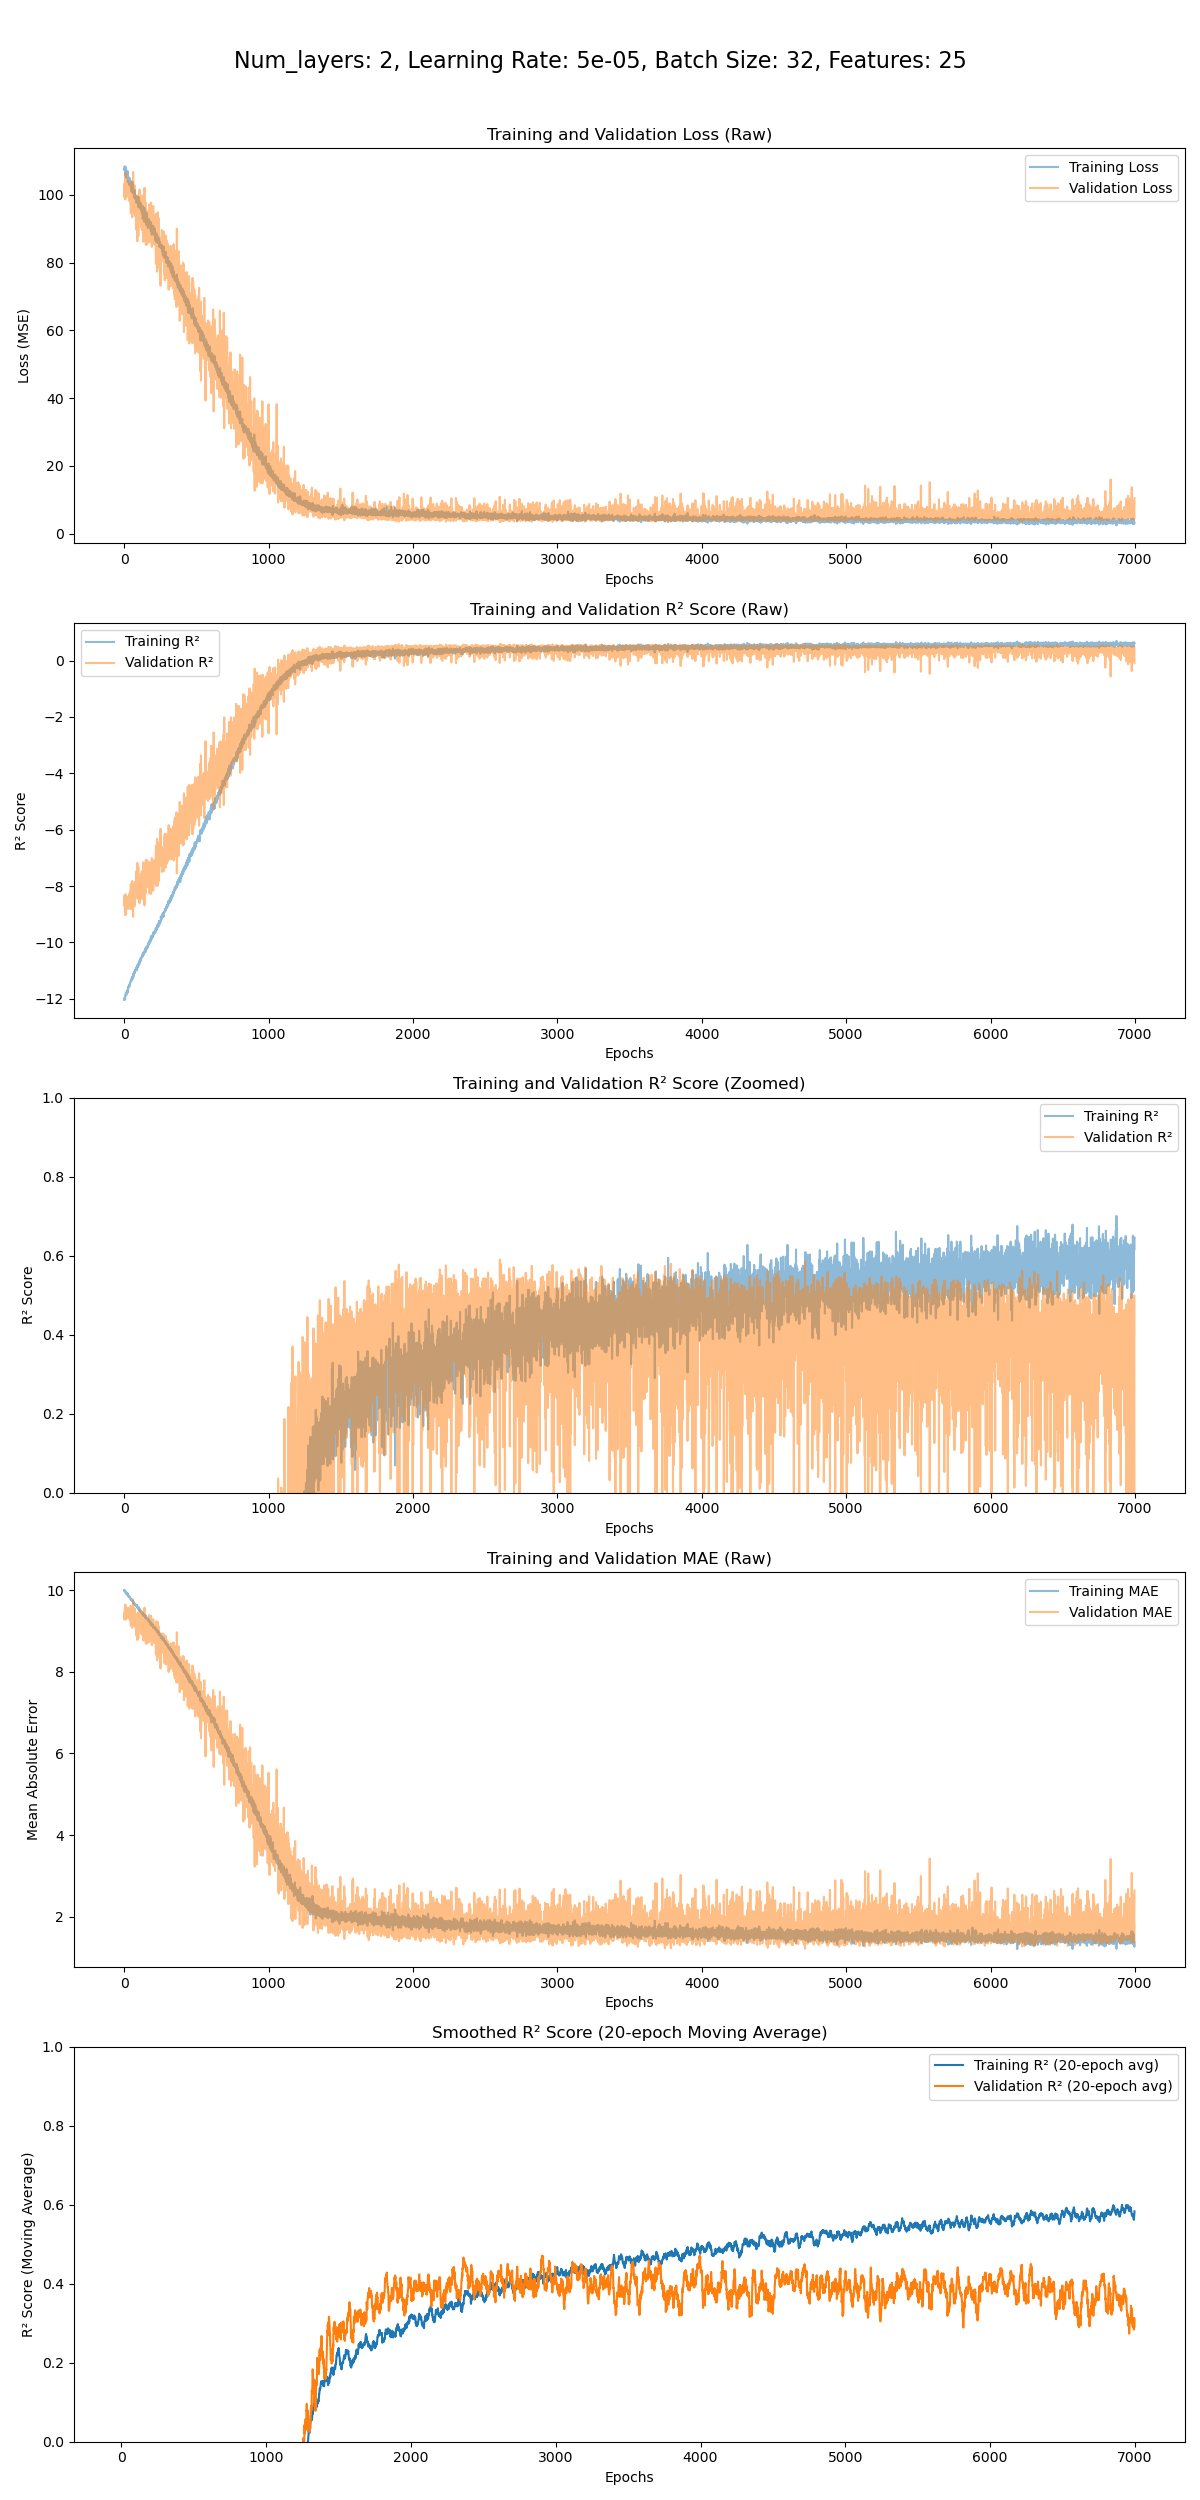 Num_layers: 2, Learning Rate: 5e-05, Batch Size: 32, Features: 25
Training and Validation Loss (Raw)
Training Loss
Validation Loss
Loss (MSE)
100
80
60
40
20
0
0 1000 2000 3000 4000 5000 6000 7000
Epochs
Training and Validation R² Score (Raw)
Training R²
Validation R²
R² Score
0
−2
−4
−6
−8
−10
−12
0 1000 2000 3000 4000 5000 6000 7000
Epochs
Training and Validation R² Score (Zoomed)
Training R²
Validation R²
R² Score
1.0
0.8
0.6
0.4
0.2
0.0
0 1000 2000 3000 4000 5000 6000 7000
Epochs
Training and Validation MAE (Raw)
Training MAE
Validation MAE
Mean Absolute Error
10
8
6
4
2
0 1000 2000 3000 4000 5000 6000 7000
Epochs
Smoothed R² Score (20-epoch Moving Average)
Training R² (20-epoch avg)
Validation R² (20-epoch avg)
R² Score (Moving Average)
1.0
0.8
0.6
0.4
0.2
0.0
0 1000 2000 3000 4000 5000 6000 7000
Epochs